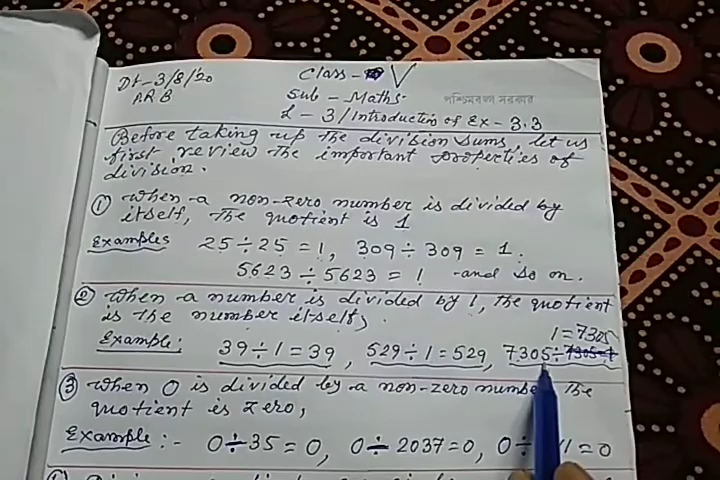 Dt-3/8/20
Class - V
A.R.B
Sub - Maths.
পশ্চিমবঙ্গ সরকার
L-3/Introduction of Ex-3.3
Before taking up the division sums, let us
first review the important properties of
division.
① When a non-zero number is divided by
itself, the quotient is 1
Examples 25÷25=1, 309÷309=1.
5623÷5623=1 and so on.
② When a number is divided by 1, the quotient
is the number itself,
1=7305
Example: 39÷1=39, 529÷1=529, 7305÷
③ When 0 is divided by a non-zero number the
quotient is zero,
Example:- 0÷35=0, 0÷2037=0, 0÷ 11=0